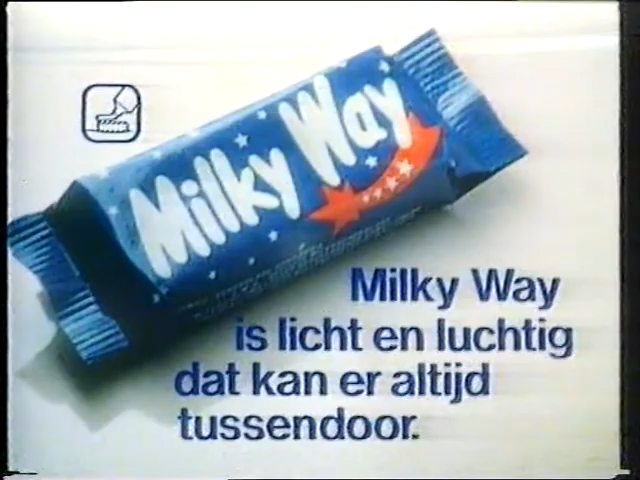 Milky Way
Milky Way
is licht en luchtig
dat kan er altijd
tussendoor.